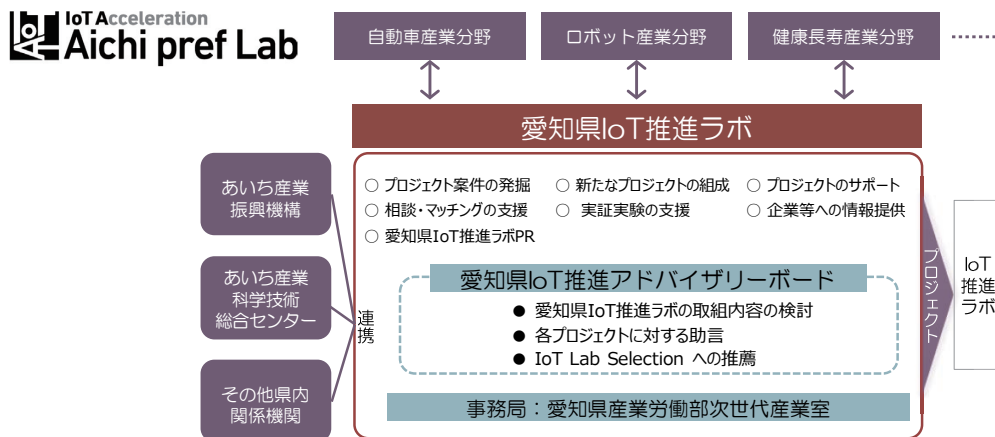 IoT Acceleration
Aichi pref Lab
IoT
A
自動車産業分野
ロボット産業分野
健康長寿産業分野
愛知県IoT推進ラボ
○ プロジェクト案件の発掘
○ 新たなプロジェクトの組成
○ プロジェクトのサポート
○ 相談・マッチングの支援
○ 実証実験の支援
○ 企業等への情報提供
○ 愛知県IoT推進ラボPR
あいち産業
振興機構
あいち産業
科学技術
総合センター
その他県内
関係機関
連携
愛知県IoT推進アドバイザリーボード
● 愛知県IoT推進ラボの取組内容の検討
● 各プロジェクトに対する助言
● IoT Lab Selection への推薦
事務局：愛知県産業労働部次世代産業室
プロジェクト
IoT
推進
ラボ